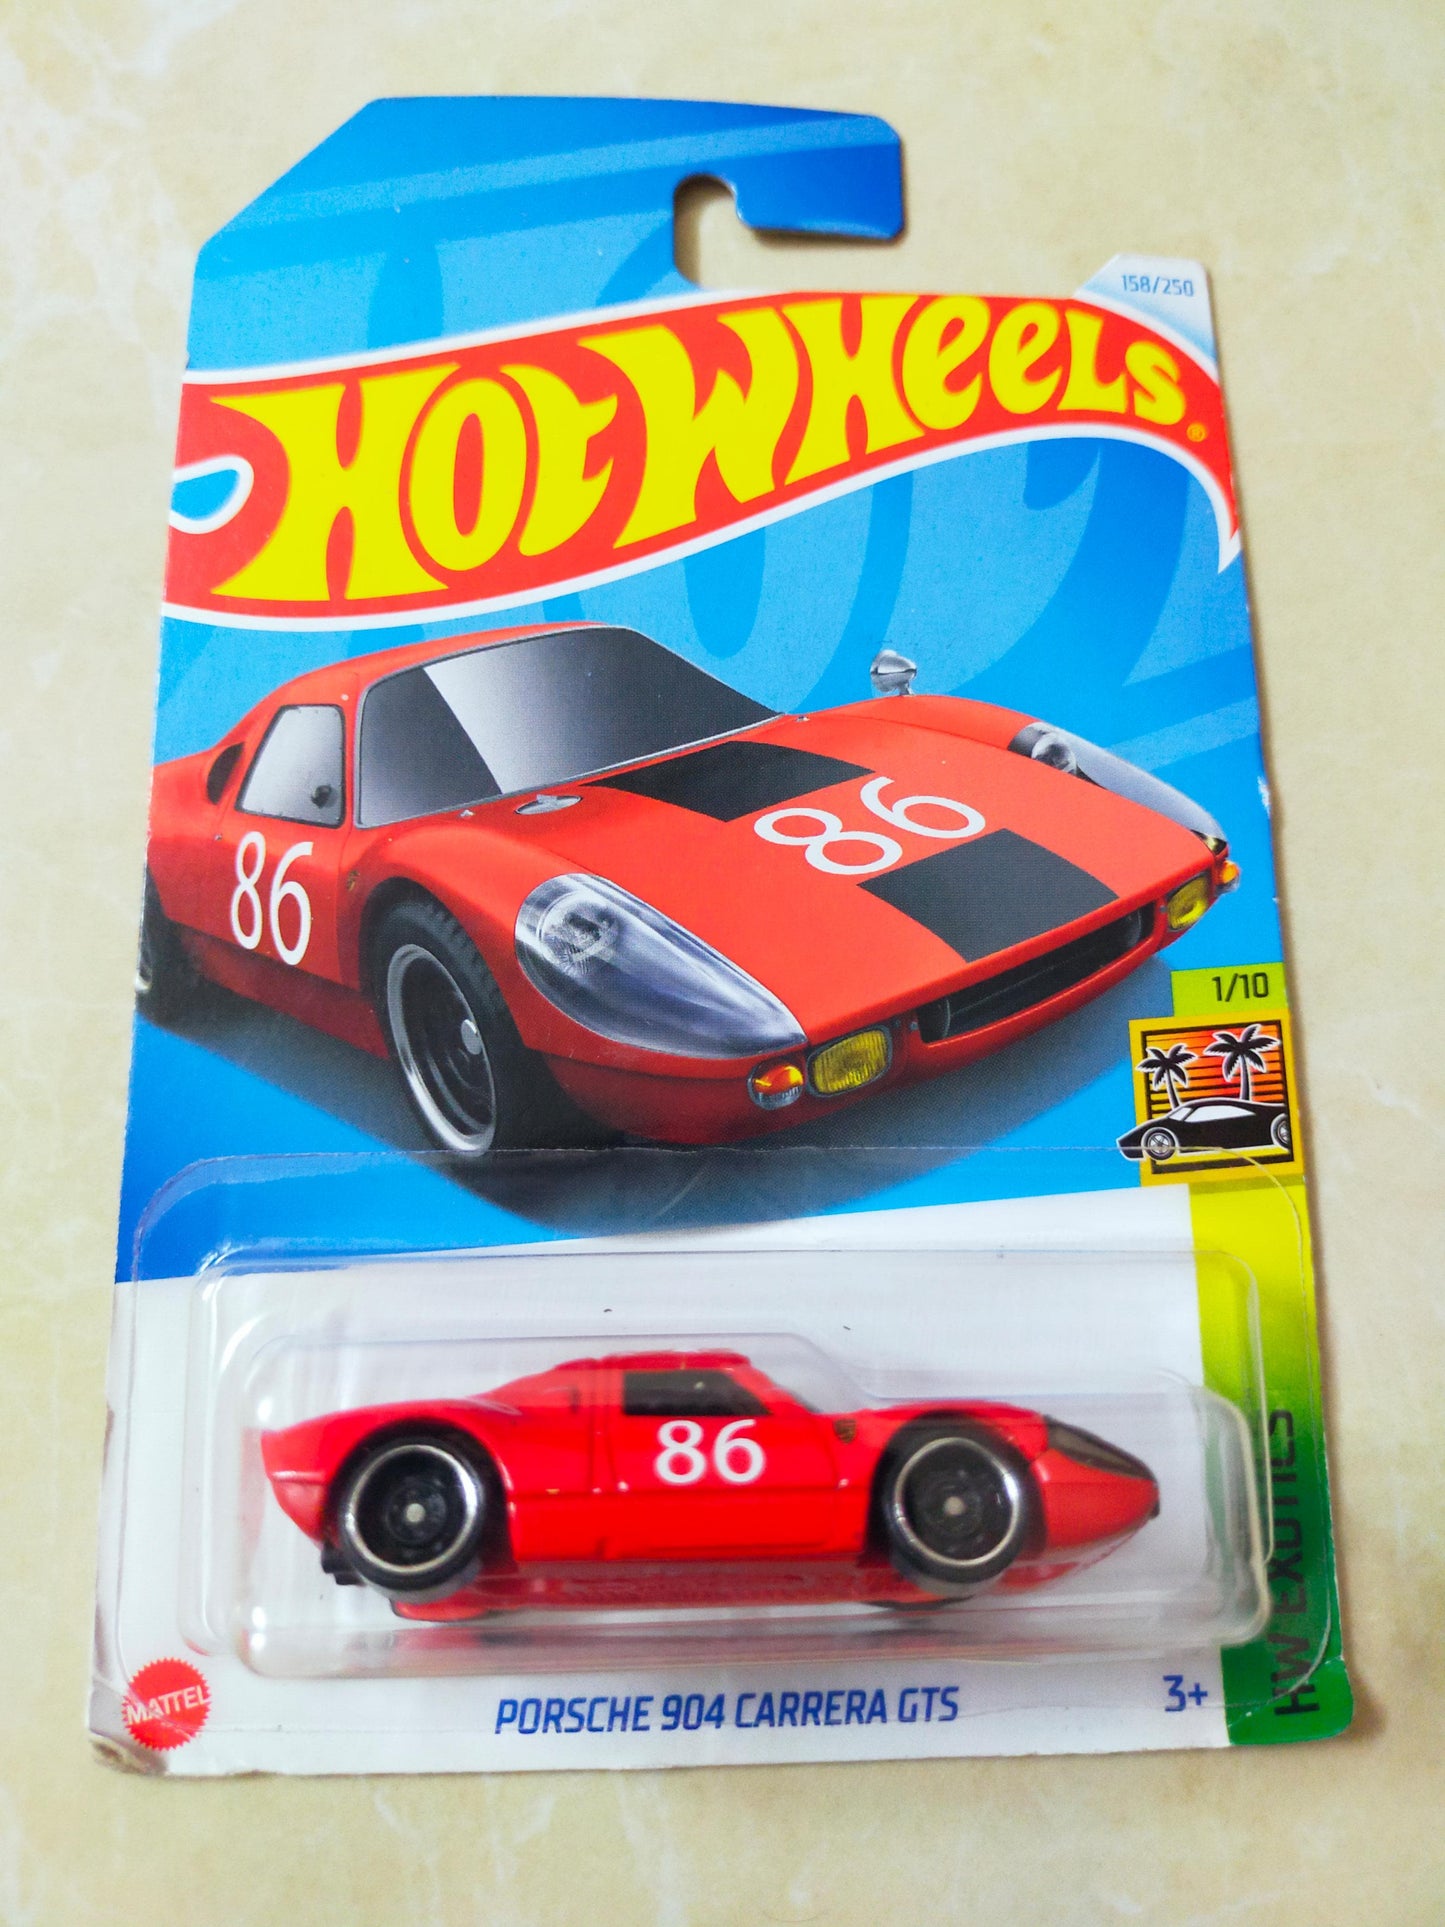 158/250
HOT WHEELS®
86
86
1/10
86
HW EXOTICS
MATTEL
PORSCHE 904 CARRERA GTS
3+